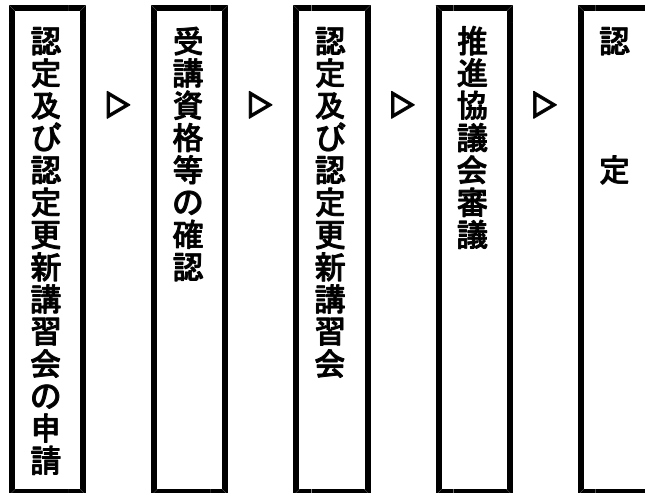 認定及び認定更新講習会の申請
▷
受講資格等の確認
▷
認定及び認定更新講習会
▷
推進協議会審議
▷
認　定